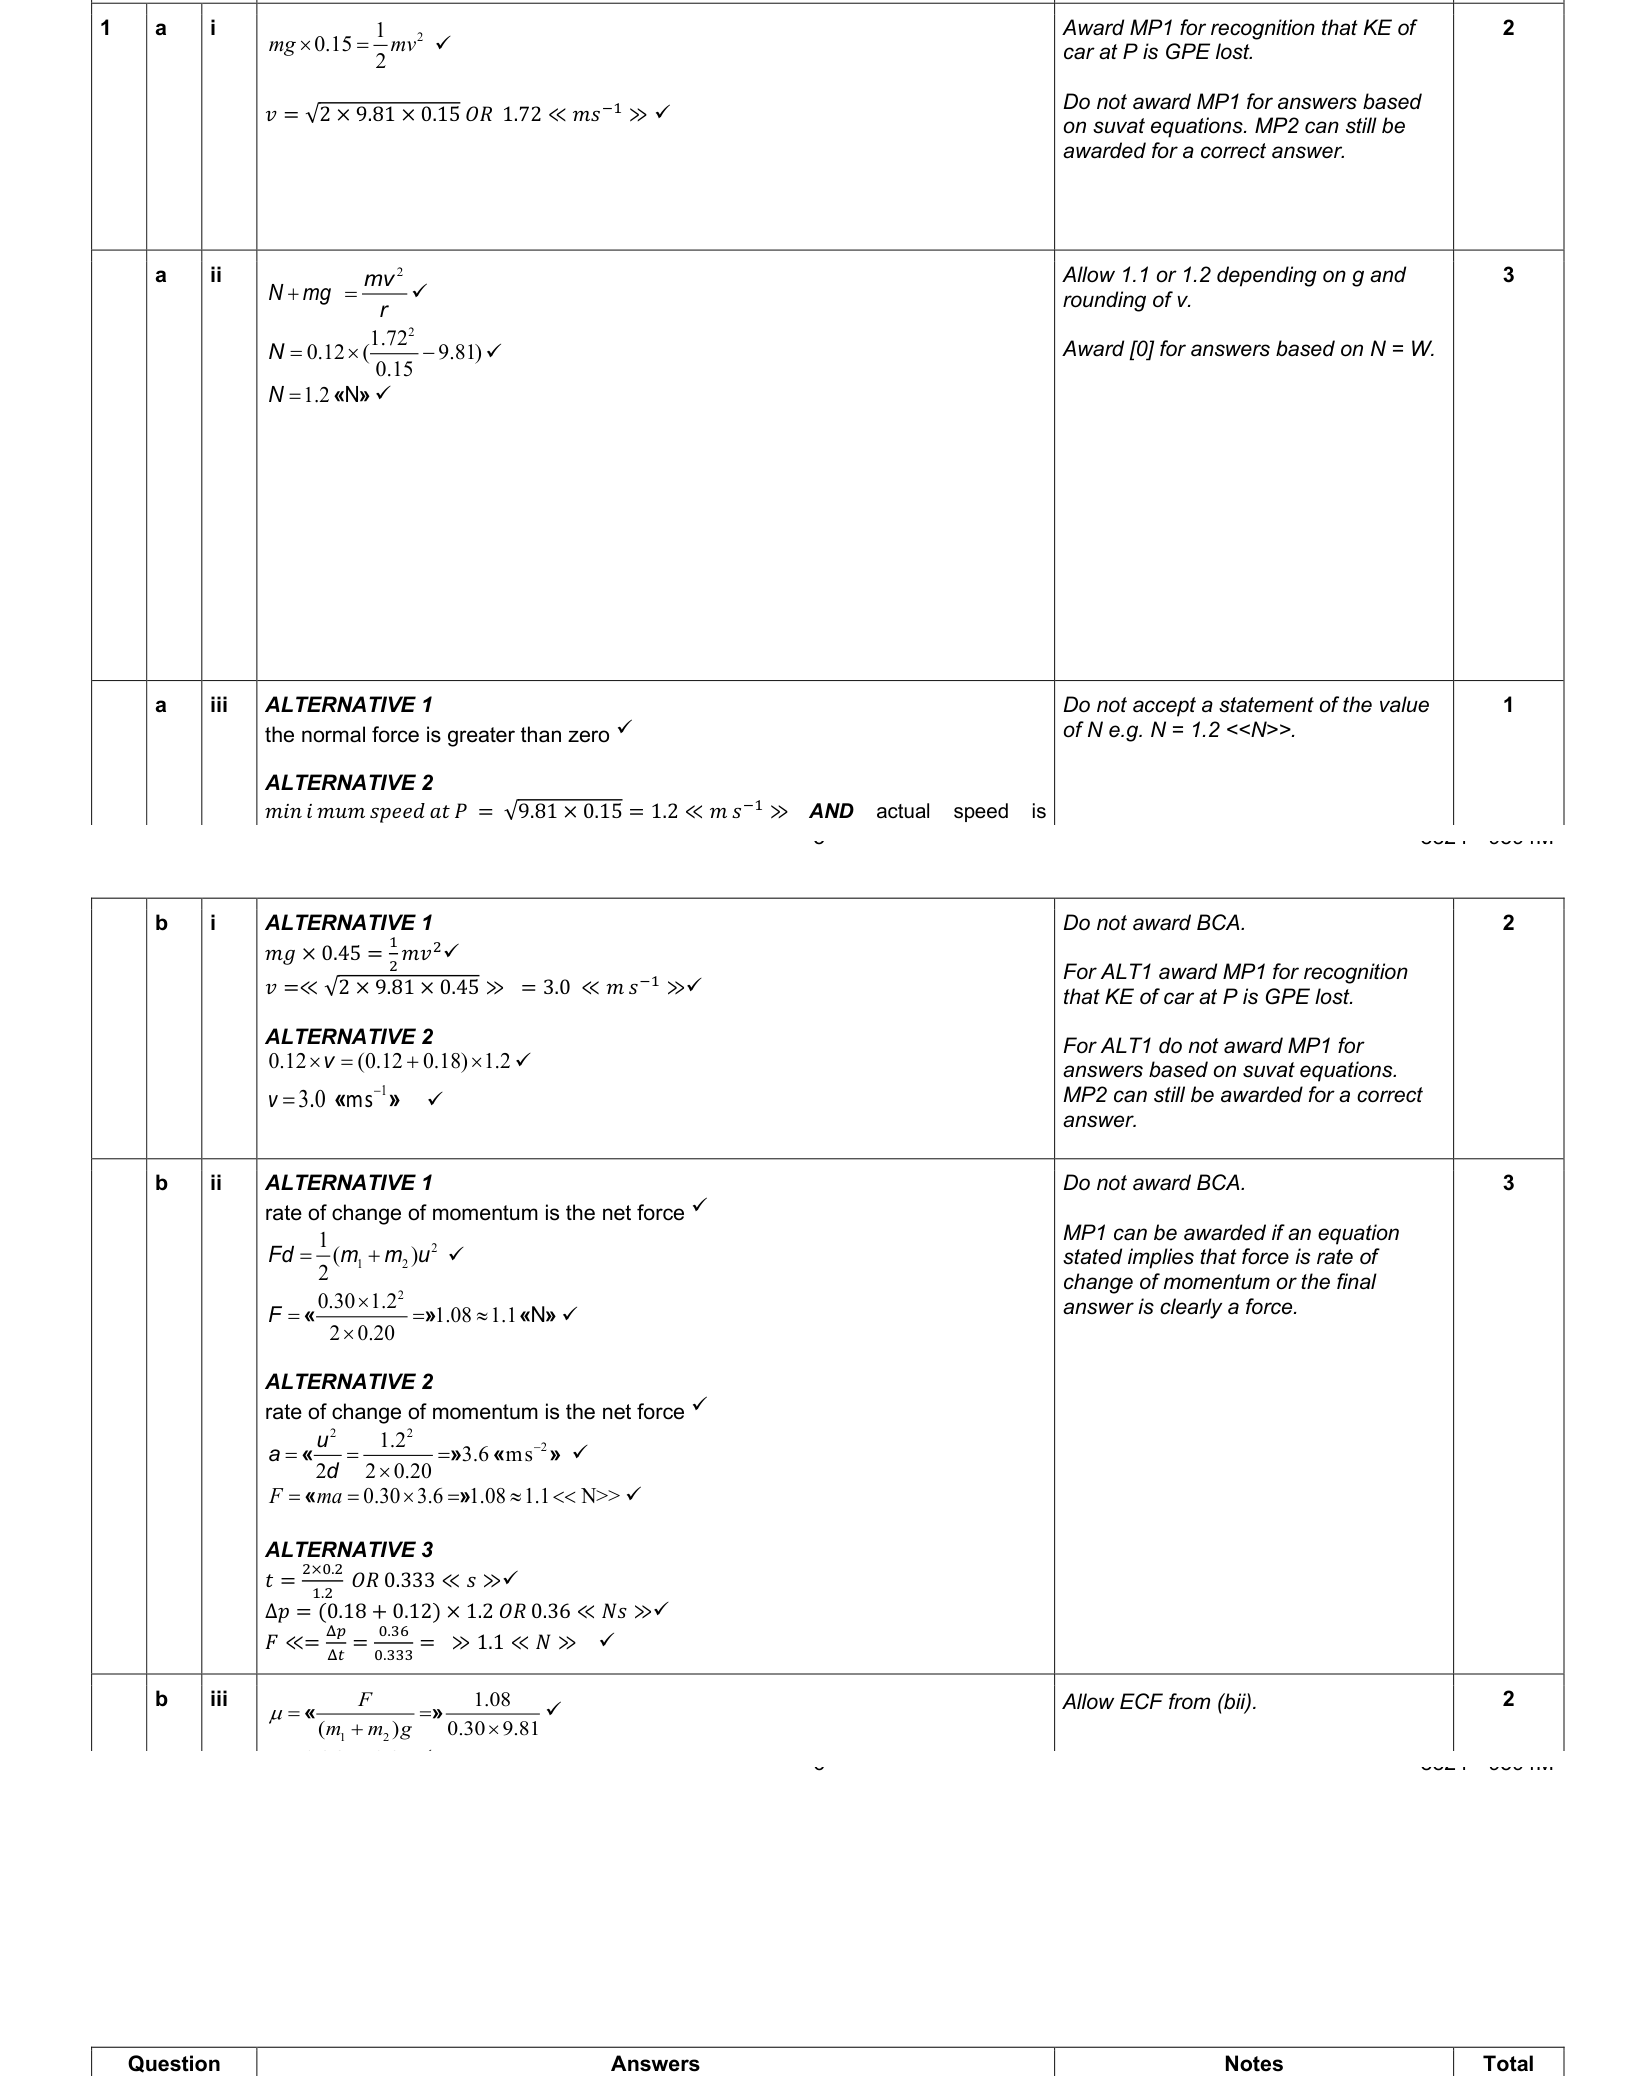 1 a i mg × 0.15 = 1/2 mv² ✓ Award MP1 for recognition that KE of 2
car at P is GPE lost.
v = √(2 × 9.81 × 0.15) OR 1.72 ≪ ms⁻¹ ≫ ✓ Do not award MP1 for answers based
on suvat equations. MP2 can still be
awarded for a correct answer.
a ii N + mg = mv²/r ✓ Allow 1.1 or 1.2 depending on g and 3
rounding of v.
N = 0.12 × (1.72²/0.15 − 9.81) ✓ Award [0] for answers based on N = W.
N = 1.2 «N» ✓
a iii ALTERNATIVE 1 Do not accept a statement of the value 1
the normal force is greater than zero ✓ of N e.g. N = 1.2 <<N>>.
ALTERNATIVE 2
min i mum speed at P = √(9.81 × 0.15) = 1.2 ≪ m s⁻¹ ≫ AND actual speed is
b i ALTERNATIVE 1 Do not award BCA. 2
mg × 0.45 = 1/2 mv² ✓
v =≪ √(2 × 9.81 × 0.45) ≫ = 3.0 ≪ m s⁻¹ ≫✓ For ALT1 award MP1 for recognition
that KE of car at P is GPE lost.
ALTERNATIVE 2 For ALT1 do not award MP1 for
0.12 × v = (0.12 + 0.18) × 1.2 ✓ answers based on suvat equations.
v = 3.0 «ms⁻¹» ✓ MP2 can still be awarded for a correct
answer.
b ii ALTERNATIVE 1 Do not award BCA. 3
rate of change of momentum is the net force ✓
Fd = 1/2 (m₁ + m₂)u² ✓ MP1 can be awarded if an equation
stated implies that force is rate of
change of momentum or the final
F = «0.30 × 1.2²/2 × 0.20 =»1.08 ≈ 1.1 «N» ✓ answer is clearly a force.
ALTERNATIVE 2
rate of change of momentum is the net force ✓
a = «u²/2d = 1.2²/2 × 0.20 =»3.6 «ms⁻²» ✓
F = «ma = 0.30 × 3.6 =»1.08 ≈ 1.1 << N>> ✓
ALTERNATIVE 3
t = 2×0.2/1.2 OR 0.333 ≪ s ≫✓
Δp = (0.18 + 0.12) × 1.2 OR 0.36 ≪ Ns ≫✓
F ≪= Δp/Δt = 0.36/0.333 = ≫ 1.1 ≪ N ≫ ✓
b iii μ = «F/(m₁ + m₂)g =» 1.08/0.30 × 9.81 ✓ Allow ECF from (bii). 2
Question Answers Notes Total